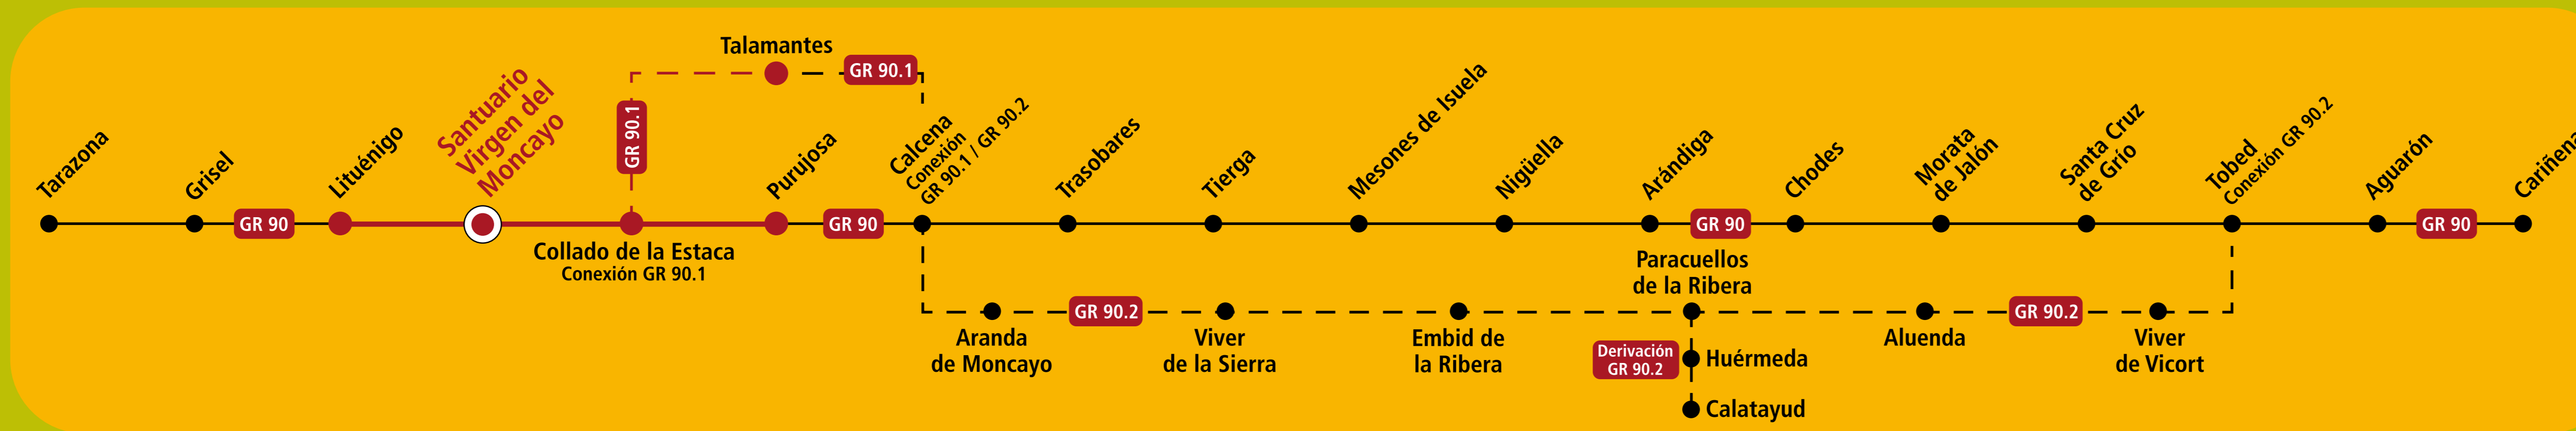 Talamantes
GR 90.1
GR 90.1
Tarazona
Grisel
GR 90
Lituénigo
Santuario
Virgen del
Moncayo
Collado de la Estaca
Conexión GR 90.1
Purujosa
GR 90
Calcena
Conexión
GR 90.1 / GR 90.2
Trasobares
Tierga
Mesones de Isuela
Nigüella
Arándiga
GR 90
Chodes
Morata
de Jalón
Santa Cruz
de Grío
Tobed
Conexión GR 90.2
Aguarón
GR 90
Cariñena
Aranda
de Moncayo
GR 90.2
Viver
de la Sierra
Embid de
la Ribera
Paracuellos
de la Ribera
Derivación
GR 90.2
Huérmeda
Calatayud
Aluenda
GR 90.2
Viver
de Vicort